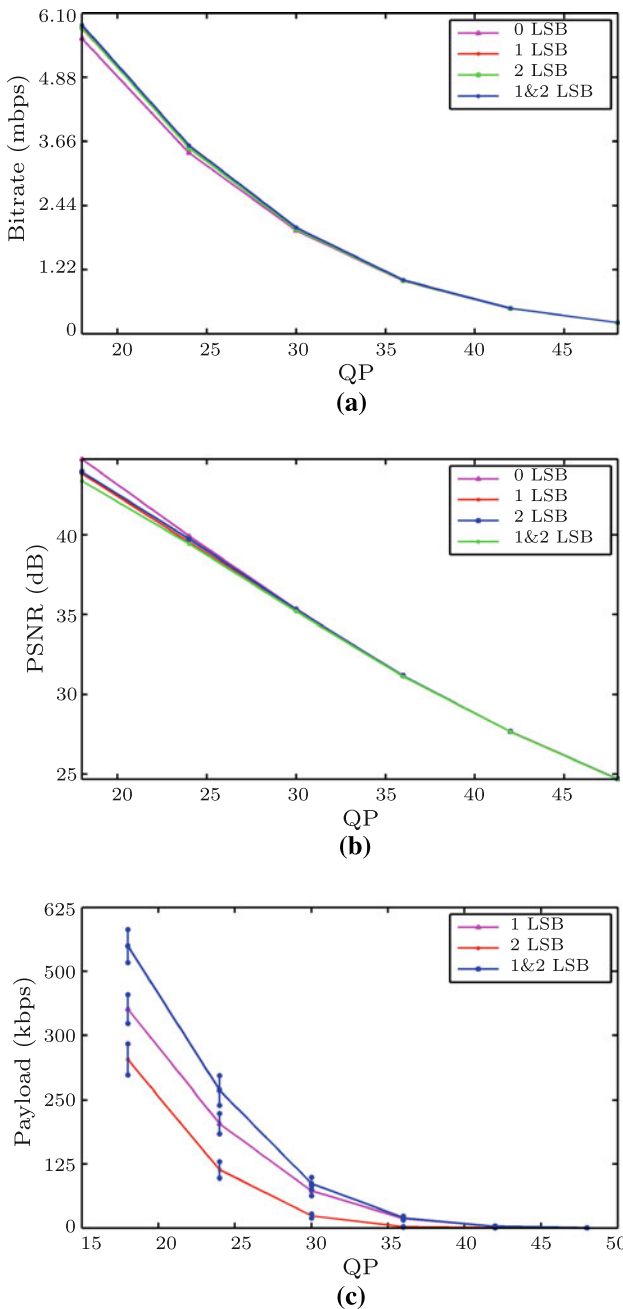 6.10
4.88
3.66
2.44
1.22
0
Bitrate (mbps)
0 LSB
1 LSB
2 LSB
1&2 LSB
20 25 30 35 40 45
QP
(a)
40
35
30
25
PSNR (dB)
0 LSB
1 LSB
2 LSB
1&2 LSB
20 25 30 35 40 45
QP
(b)
625
500
300
250
125
0
Payload (kbps)
1 LSB
2 LSB
1&2 LSB
15 20 25 30 35 40 45 50
QP
(c)